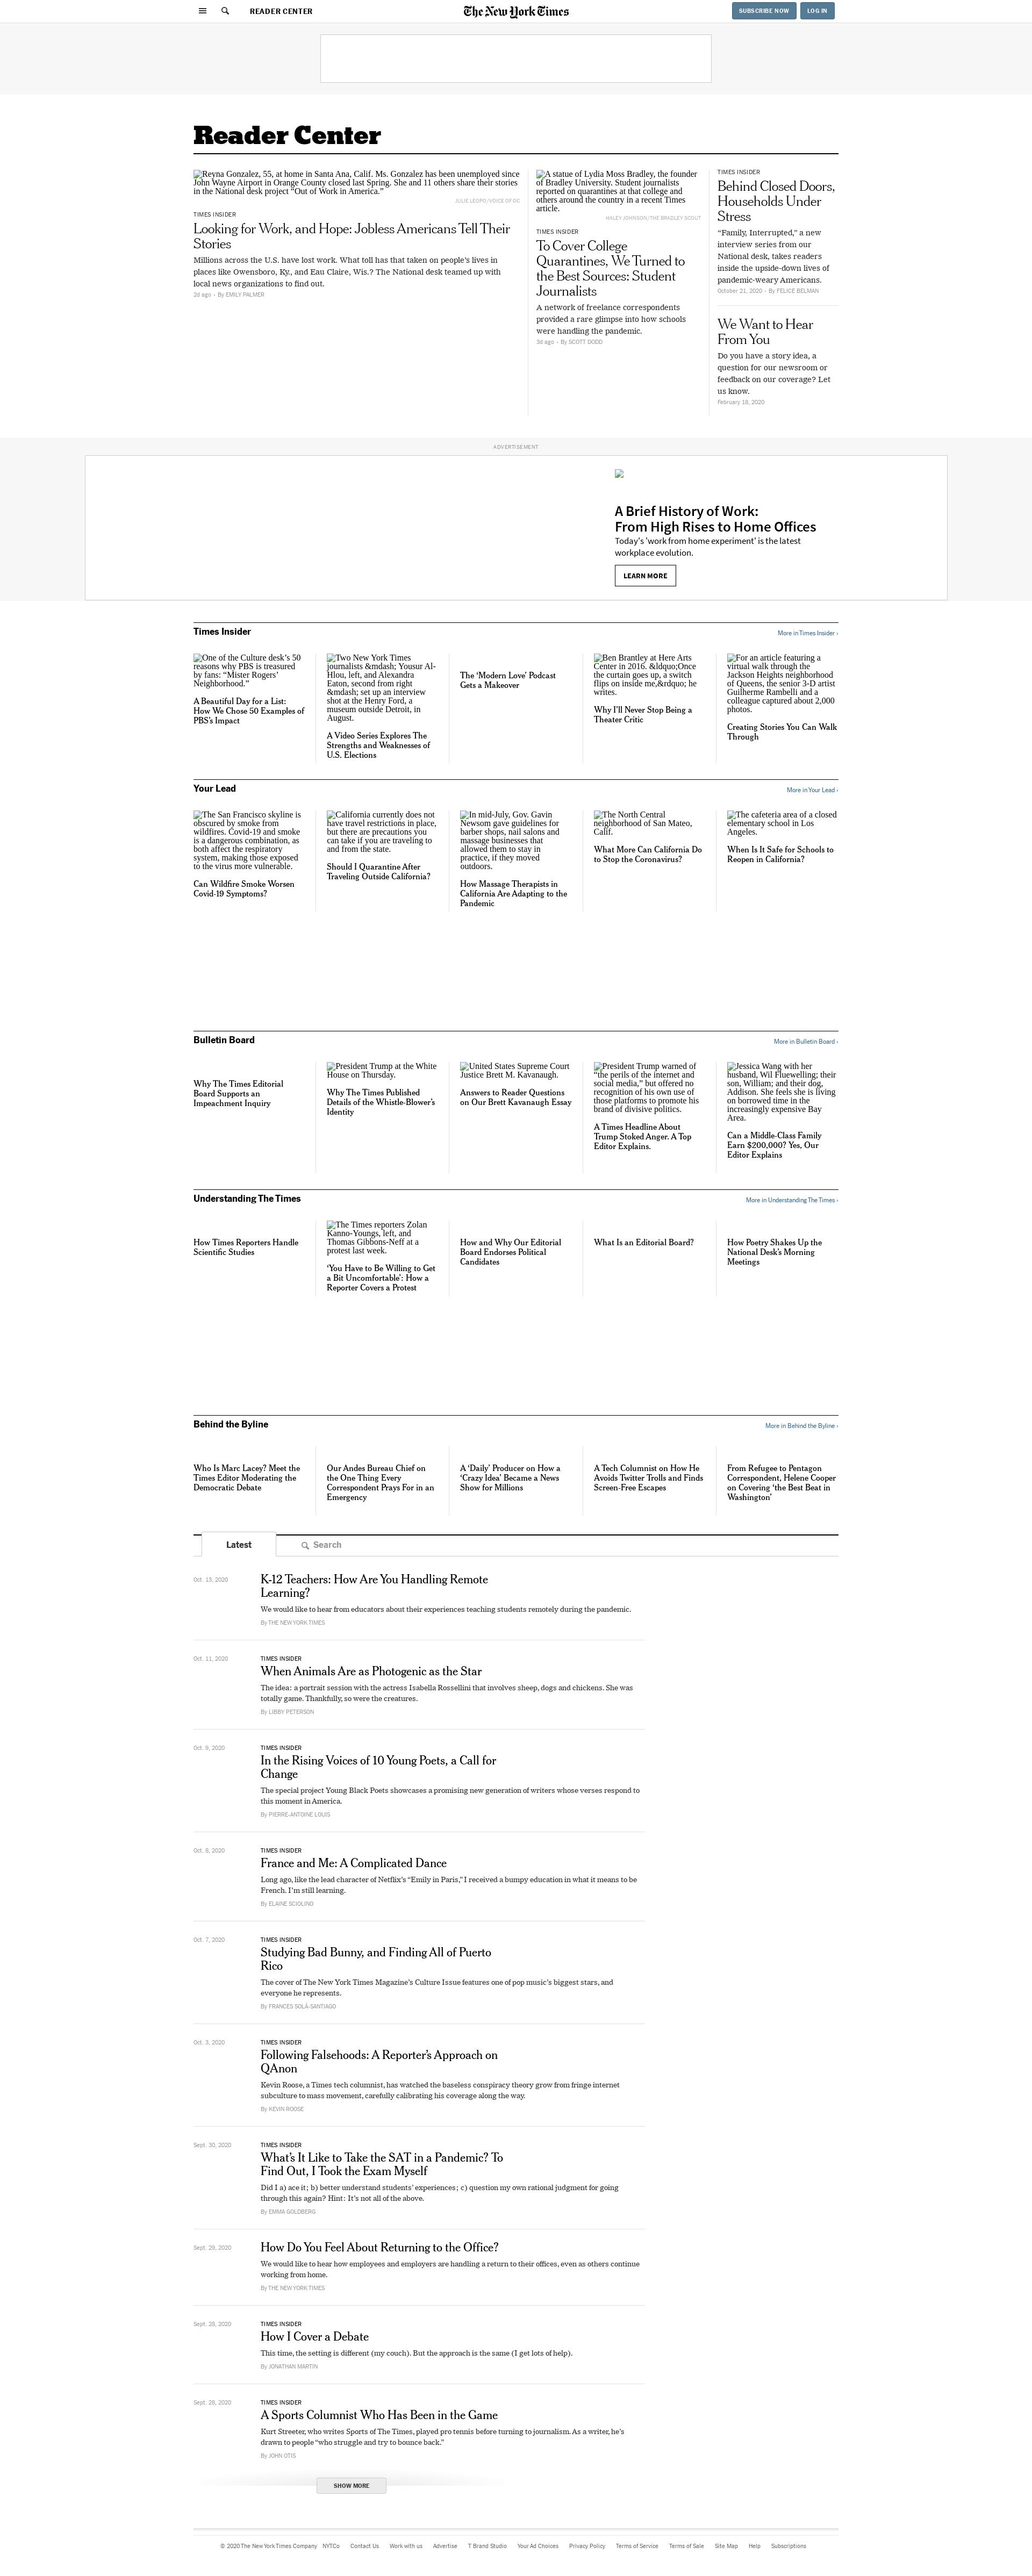 READER CENTER
The New York Times
SUBSCRIBE NOW
LOG IN
Reader Center
Reyna Gonzalez, 55, at home in Santa Ana, Calif. Ms. Gonzalez has been unemployed since
John Wayne Airport in Orange County closed last Spring. She and 11 others share their stories
in the National desk project “Out of Work in America.”
JULIE LEOPO/VOICE OF OC
TIMES INSIDER
Looking for Work, and Hope: Jobless Americans Tell Their
Stories
Millions across the U.S. have lost work. What toll has that taken on people’s lives in
places like Owensboro, Ky., and Eau Claire, Wis.? The National desk teamed up with
local news organizations to find out.
2d ago • By EMILY PALMER
A statue of Lydia Moss Bradley, the founder
of Bradley University. Student journalists
reported on quarantines at that college and
others around the country in a recent Times
article.
HALEY JOHNSON/THE BRADLEY SCOUT
TIMES INSIDER
To Cover College
Quarantines, We Turned to
the Best Sources: Student
Journalists
A network of freelance correspondents
provided a rare glimpse into how schools
were handling the pandemic.
3d ago • By SCOTT DODD
TIMES INSIDER
Behind Closed Doors,
Households Under
Stress
“Family, Interrupted,” a new
interview series from our
National desk, takes readers
inside the upside-down lives of
pandemic-weary Americans.
October 21, 2020 • By FELICE BELMAN
We Want to Hear
From You
Do you have a story idea, a
question for our newsroom or
feedback on our coverage? Let
us know.
February 18, 2020
ADVERTISEMENT
A Brief History of Work:
From High Rises to Home Offices
Today's 'work from home experiment' is the latest
workplace evolution.
LEARN MORE
Times Insider
More in Times Insider ›
One of the Culture desk’s 50
reasons why PBS is treasured
by fans: “Mister Rogers’
Neighborhood.”
A Beautiful Day for a List:
How We Chose 50 Examples of
PBS’s Impact
Two New York Times
journalists &mdash; Yousur Al-
Hlou, left, and Alexandra
Eaton, second from right
&mdash; set up an interview
shot at the Henry Ford, a
museum outside Detroit, in
August.
A Video Series Explores The
Strengths and Weaknesses of
U.S. Elections
The ‘Modern Love’ Podcast
Gets a Makeover
Ben Brantley at Here Arts
Center in 2016. &ldquo;Once
the curtain goes up, a switch
flips on inside me,&rdquo; he
writes.
Why I’ll Never Stop Being a
Theater Critic
For an article featuring a
virtual walk through the
Jackson Heights neighborhood
of Queens, the senior 3-D artist
Guilherme Rambelli and a
colleague captured about 2,000
photos.
Creating Stories You Can Walk
Through
Your Lead
More in Your Lead ›
The San Francisco skyline is
obscured by smoke from
wildfires. Covid-19 and smoke
is a dangerous combination, as
both affect the respiratory
system, making those exposed
to the virus more vulnerable.
Can Wildfire Smoke Worsen
Covid-19 Symptoms?
California currently does not
have travel restrictions in place,
but there are precautions you
can take if you are traveling to
and from the state.
Should I Quarantine After
Traveling Outside California?
In mid-July, Gov. Gavin
Newsom gave guidelines for
barber shops, nail salons and
massage businesses that
allowed them to stay in
practice, if they moved
outdoors.
How Massage Therapists in
California Are Adapting to the
Pandemic
The North Central
neighborhood of San Mateo,
Calif.
What More Can California Do
to Stop the Coronavirus?
The cafeteria area of a closed
elementary school in Los
Angeles.
When Is It Safe for Schools to
Reopen in California?
Bulletin Board
More in Bulletin Board ›
Why The Times Editorial
Board Supports an
Impeachment Inquiry
President Trump at the White
House on Thursday.
Why The Times Published
Details of the Whistle-Blower’s
Identity
United States Supreme Court
Justice Brett M. Kavanaugh.
Answers to Reader Questions
on Our Brett Kavanaugh Essay
President Trump warned of
“the perils of the internet and
social media,” but offered no
recognition of his own use of
those platforms to promote his
brand of divisive politics.
A Times Headline About
Trump Stoked Anger. A Top
Editor Explains.
Jessica Wang with her
husband, Wil Fluewelling; their
son, William; and their dog,
Addison. She feels she is living
on borrowed time in the
increasingly expensive Bay
Area.
Can a Middle-Class Family
Earn $200,000? Yes, Our
Editor Explains
Understanding The Times
More in Understanding The Times ›
How Times Reporters Handle
Scientific Studies
The Times reporters Zolan
Kanno-Youngs, left, and
Thomas Gibbons-Neff at a
protest last week.
‘You Have to Be Willing to Get
a Bit Uncomfortable’: How a
Reporter Covers a Protest
How and Why Our Editorial
Board Endorses Political
Candidates
What Is an Editorial Board?
How Poetry Shakes Up the
National Desk’s Morning
Meetings
Behind the Byline
More in Behind the Byline ›
Who Is Marc Lacey? Meet the
Times Editor Moderating the
Democratic Debate
Our Andes Bureau Chief on
the One Thing Every
Correspondent Prays For in an
Emergency
A ‘Daily’ Producer on How a
‘Crazy Idea’ Became a News
Show for Millions
A Tech Columnist on How He
Avoids Twitter Trolls and Finds
Screen-Free Escapes
From Refugee to Pentagon
Correspondent, Helene Cooper
on Covering ‘the Best Beat in
Washington’
Latest
Search
Oct. 15, 2020
K-12 Teachers: How Are You Handling Remote
Learning?
We would like to hear from educators about their experiences teaching students remotely during the pandemic.
By THE NEW YORK TIMES
Oct. 11, 2020
TIMES INSIDER
When Animals Are as Photogenic as the Star
The idea: a portrait session with the actress Isabella Rossellini that involves sheep, dogs and chickens. She was
totally game. Thankfully, so were the creatures.
By LIBBY PETERSON
Oct. 9, 2020
TIMES INSIDER
In the Rising Voices of 10 Young Poets, a Call for
Change
The special project Young Black Poets showcases a promising new generation of writers whose verses respond to
this moment in America.
By PIERRE-ANTOINE LOUIS
Oct. 8, 2020
TIMES INSIDER
France and Me: A Complicated Dance
Long ago, like the lead character of Netflix’s “Emily in Paris,” I received a bumpy education in what it means to be
French. I’m still learning.
By ELAINE SCIOLINO
Oct. 7, 2020
TIMES INSIDER
Studying Bad Bunny, and Finding All of Puerto
Rico
The cover of The New York Times Magazine’s Culture Issue features one of pop music’s biggest stars, and
everyone he represents.
By FRANCES SOLÁ-SANTIAGO
Oct. 3, 2020
TIMES INSIDER
Following Falsehoods: A Reporter’s Approach on
QAnon
Kevin Roose, a Times tech columnist, has watched the baseless conspiracy theory grow from fringe internet
subculture to mass movement, carefully calibrating his coverage along the way.
By KEVIN ROOSE
Sept. 30, 2020
TIMES INSIDER
What’s It Like to Take the SAT in a Pandemic? To
Find Out, I Took the Exam Myself
Did I a) ace it; b) better understand students’ experiences; c) question my own rational judgment for going
through this again? Hint: It’s not all of the above.
By EMMA GOLDBERG
Sept. 29, 2020
How Do You Feel About Returning to the Office?
We would like to hear how employees and employers are handling a return to their offices, even as others continue
working from home.
By THE NEW YORK TIMES
Sept. 28, 2020
TIMES INSIDER
How I Cover a Debate
This time, the setting is different (my couch). But the approach is the same (I get lots of help).
By JONATHAN MARTIN
Sept. 28, 2020
TIMES INSIDER
A Sports Columnist Who Has Been in the Game
Kurt Streeter, who writes Sports of The Times, played pro tennis before turning to journalism. As a writer, he’s
drawn to people “who struggle and try to bounce back.”
By JOHN OTIS
SHOW MORE
© 2020 The New York Times Company NYTCo Contact Us Work with us Advertise T Brand Studio Your Ad Choices Privacy Policy Terms of Service Terms of Sale Site Map Help Subscriptions